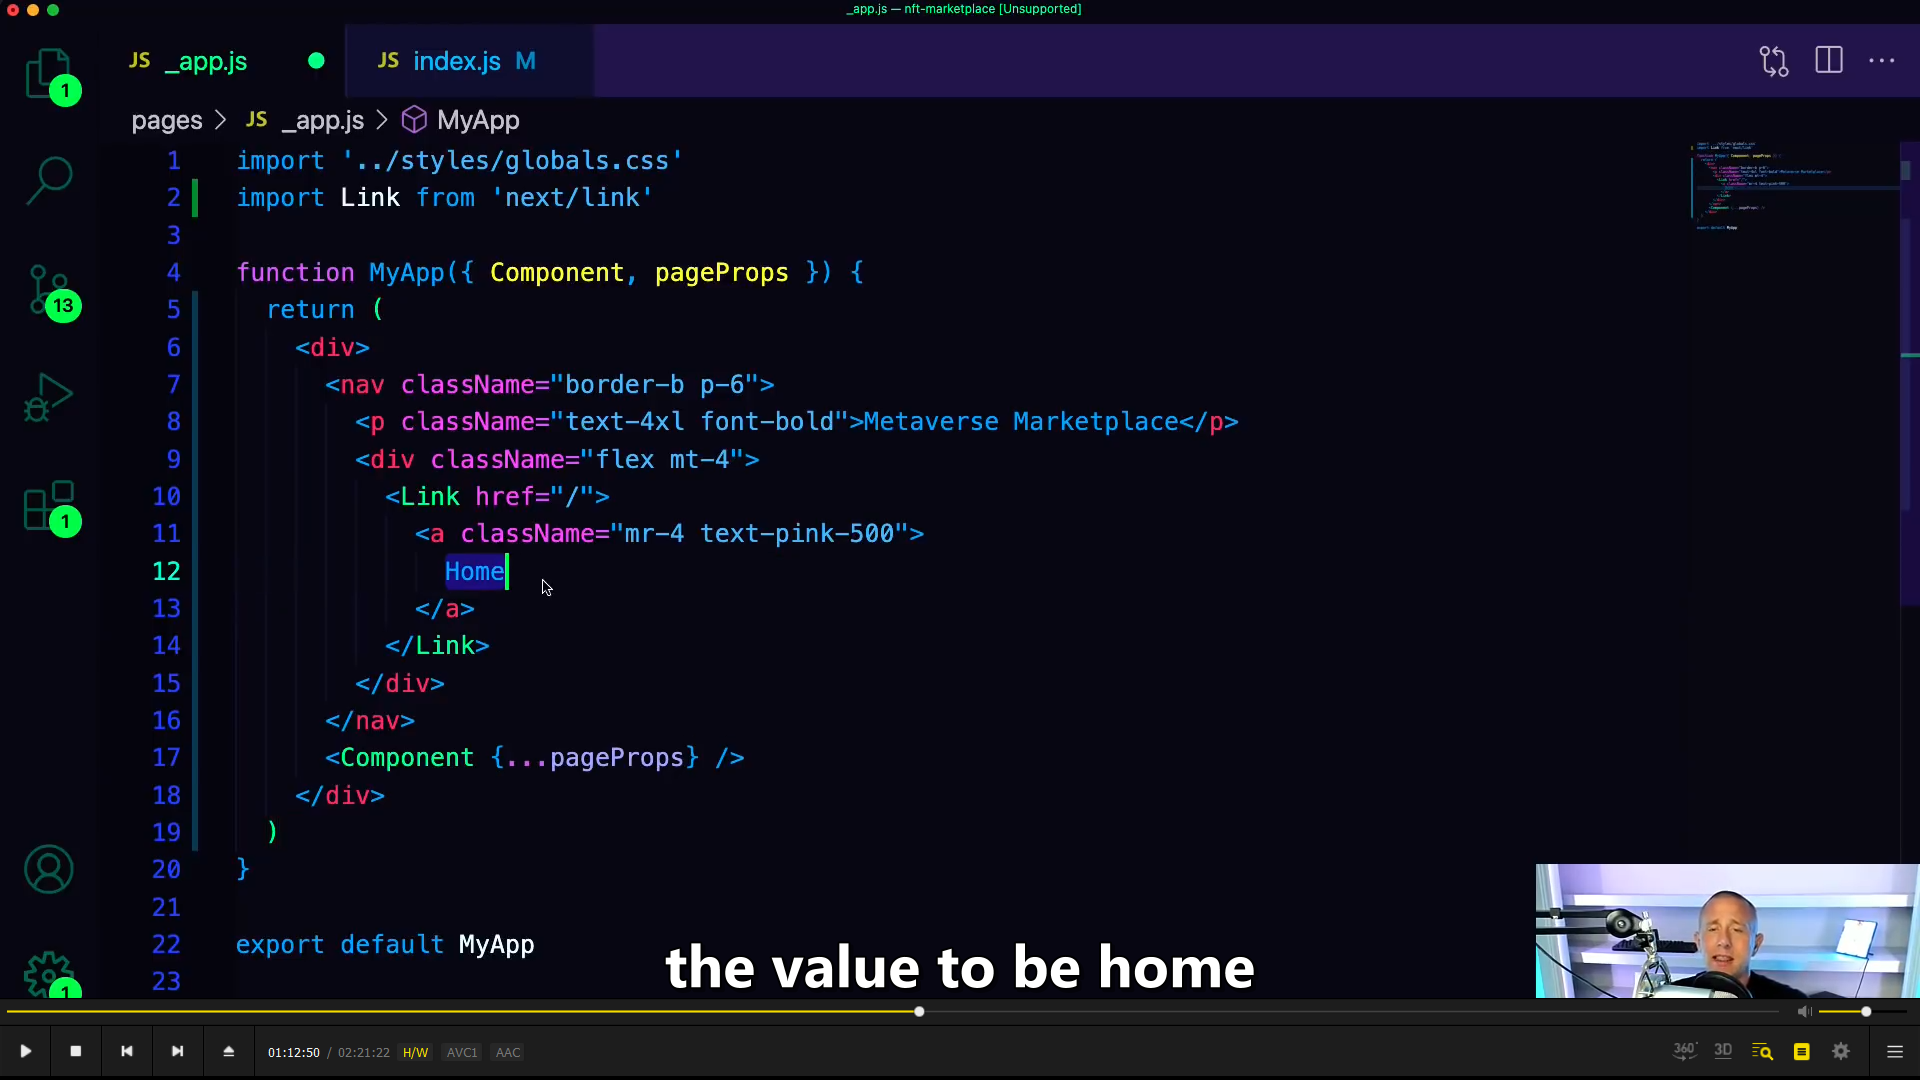 _app.js — nft-marketplace [Unsupported]
JS _app.js
JS index.js M
pages > JS _app.js > MyApp
1 import '../styles/globals.css'
2 import Link from 'next/link'
3
4 function MyApp({ Component, pageProps }) {
5 return (
6 <div>
7 <nav className="border-b p-6">
8 <p className="text-4xl font-bold">Metaverse Marketplace</p>
9 <div className="flex mt-4">
10 <Link href="/">
11 <a className="mr-4 text-pink-500">
12 Home
13 </a>
14 </Link>
15 </div>
16 </nav>
17 <Component {...pageProps} />
18 </div>
19 )
20 }
21
22 export default MyApp
23
1
13
1
1
the value to be home
01:12:50 / 02:21:22 H/W AVC1 AAC
360° 3D